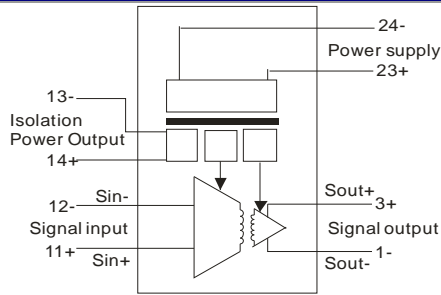 24-
Power supply
23+
13-
Isolation
Power Output
14+
Sin-
12-
Signal input
11+
Sin+
Sout+
3+
Signal output
1-
Sout-